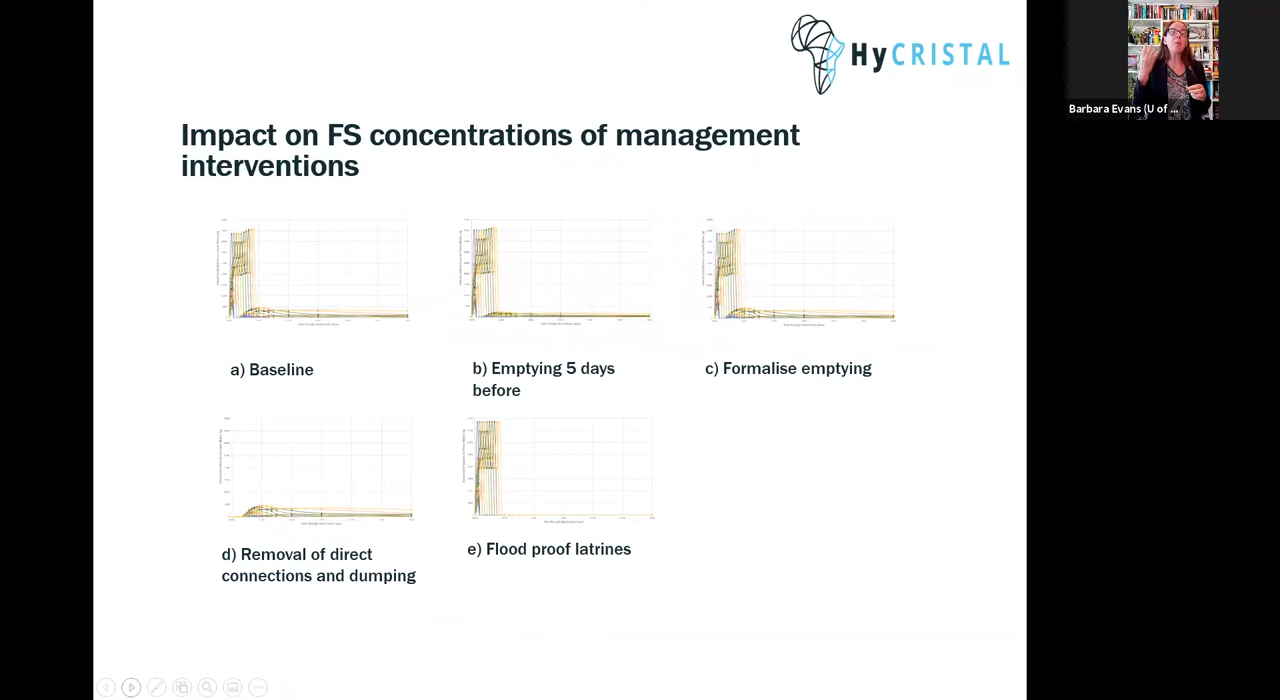 HyCRISTAL
Barbara Evans (U of ...
Impact on FS concentrations of management
interventions
a) Baseline
b) Emptying 5 days
before
c) Formalise emptying
d) Removal of direct
connections and dumping
e) Flood proof latrines